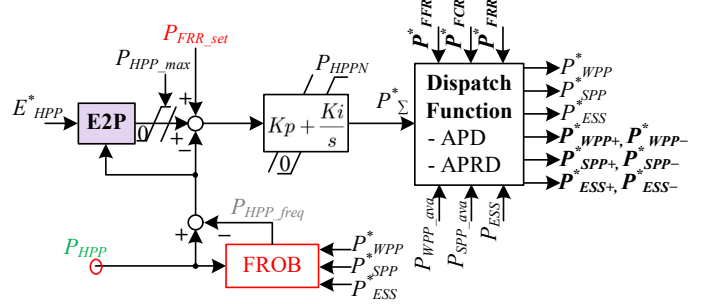 P*FFR
P*FCR
P*FRR
PFRR_set
PHPP_max
PHPPN
E*HPP
E2P
0
+
+
−
Kp + Ki/s
0
P*Σ
Dispatch
Function
- APD
- APRD
P*WPP
P*SPP
P*ESS
P*WPP+, P*WPP−
P*SPP+, P*SPP−
P*ESS+, P*ESS−
PWPP_ava
PSPP_ava
PESS
PHPP_freq
+
−
PHPP
FROB
P*WPP
P*SPP
P*ESS